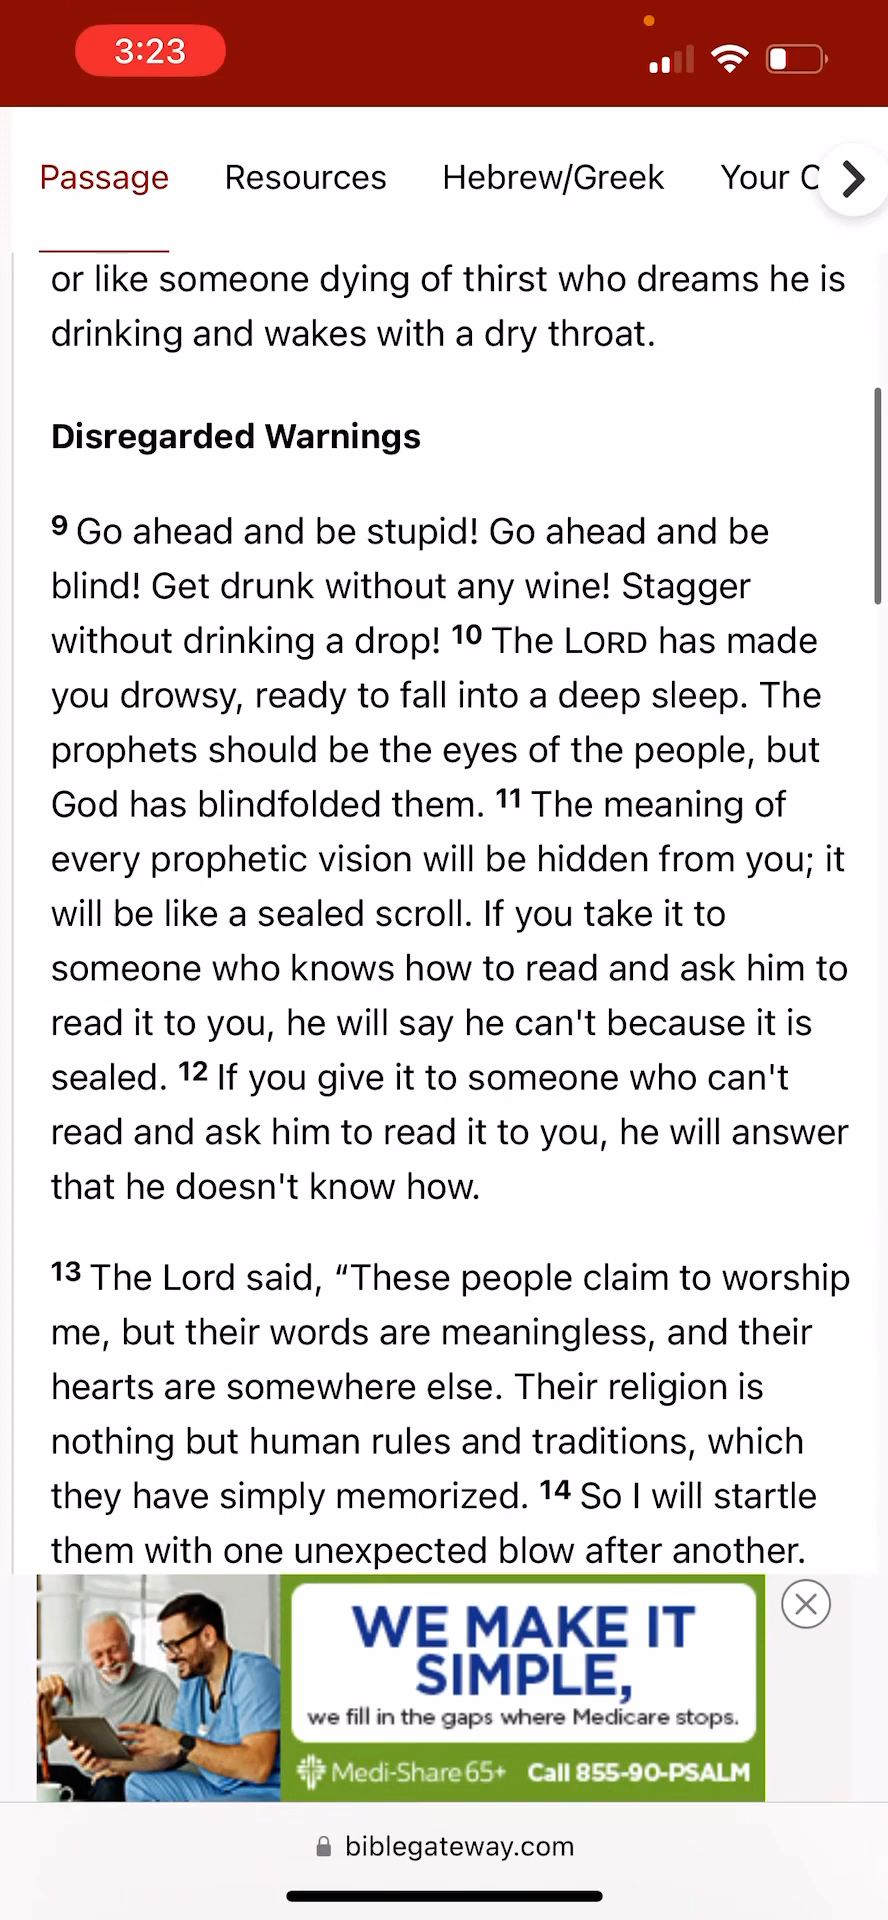 3:23
Passage Resources Hebrew/Greek Your C
or like someone dying of thirst who dreams he is
drinking and wakes with a dry throat.
Disregarded Warnings
9 Go ahead and be stupid! Go ahead and be
blind! Get drunk without any wine! Stagger
without drinking a drop! 10 The LORD has made
you drowsy, ready to fall into a deep sleep. The
prophets should be the eyes of the people, but
God has blindfolded them. 11 The meaning of
every prophetic vision will be hidden from you; it
will be like a sealed scroll. If you take it to
someone who knows how to read and ask him to
read it to you, he will say he can't because it is
sealed. 12 If you give it to someone who can't
read and ask him to read it to you, he will answer
that he doesn't know how.
13 The Lord said, “These people claim to worship
me, but their words are meaningless, and their
hearts are somewhere else. Their religion is
nothing but human rules and traditions, which
they have simply memorized. 14 So I will startle
them with one unexpected blow after another.
WE MAKE IT
SIMPLE,
we fill in the gaps where Medicare stops.
Medi-Share 65+ Call 855-90-PSALM
biblegateway.com